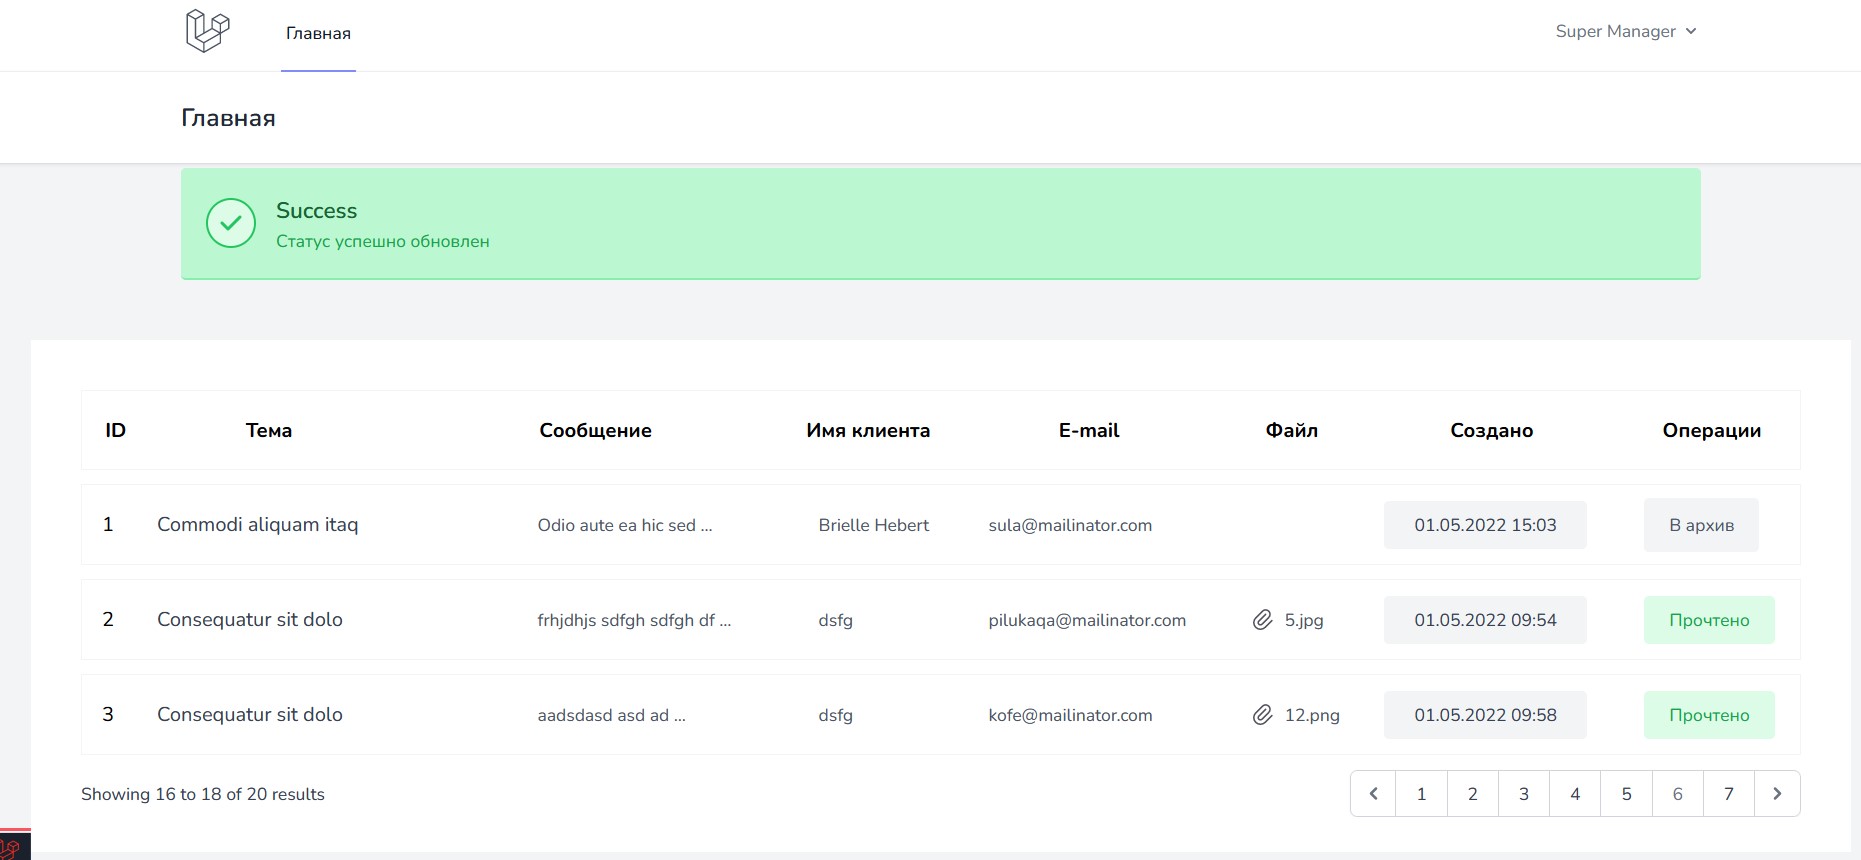 Главная
Super Manager
Главная
Success
Статус успешно обновлен
ID Тема Сообщение Имя клиента E-mail Файл Создано Операции
1 Commodi aliquam itaq Odio aute ea hic sed ... Brielle Hebert sula@mailinator.com 01.05.2022 15:03 В архив
2 Consequatur sit dolo frhjdhjs sdfgh sdfgh df ... dsfg pilukaqa@mailinator.com 5.jpg 01.05.2022 09:54 Прочтено
3 Consequatur sit dolo aadsdasd asd ad ... dsfg kofe@mailinator.com 12.png 01.05.2022 09:58 Прочтено
Showing 16 to 18 of 20 results
1 2 3 4 5 6 7